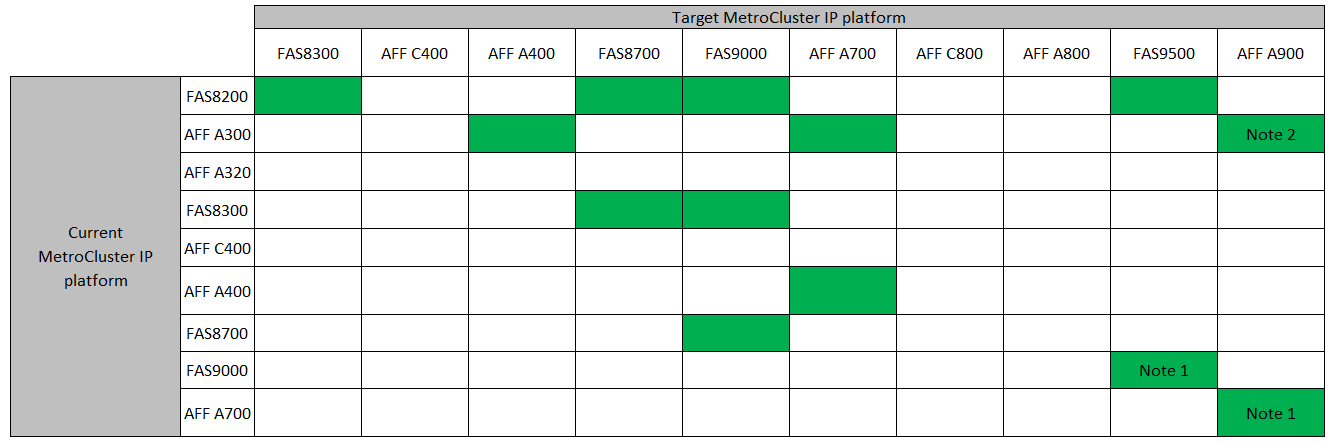 Target MetroCluster IP platform
FAS8300 AFF C400 AFF A400 FAS8700 FAS9000 AFF A700 AFF C800 AFF A800 FAS9500 AFF A900
Current
MetroCluster IP
platform
FAS8200
AFF A300 Note 2
AFF A320
FAS8300
AFF C400
AFF A400
FAS8700
FAS9000 Note 1
AFF A700 Note 1